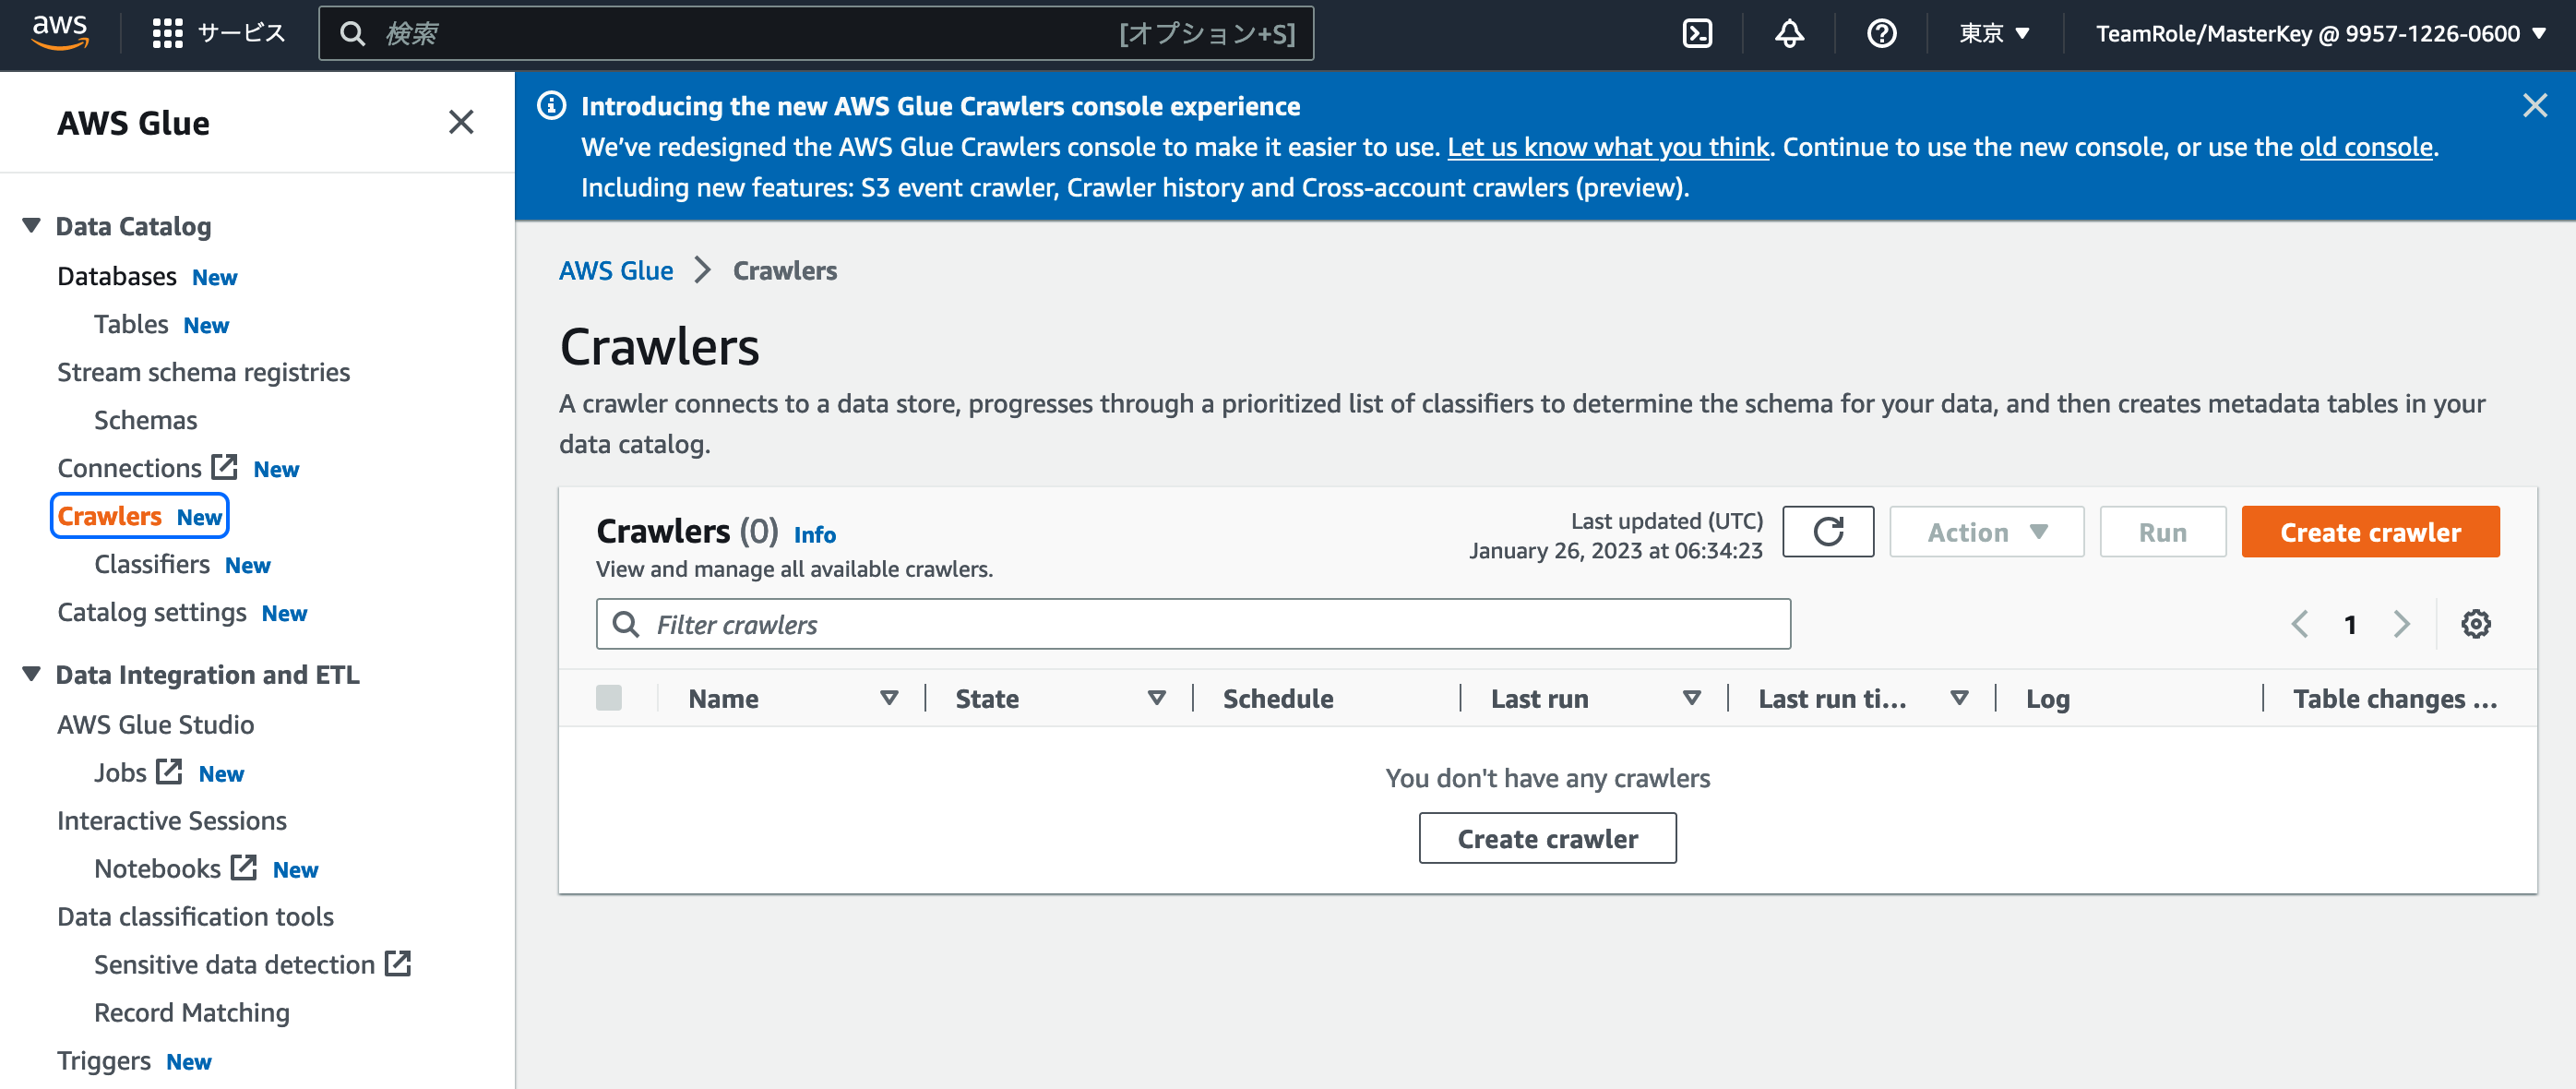 aws サービス 検索 [オプション+S] 東京 TeamRole/MasterKey @ 9957-1226-0600
AWS Glue
Data Catalog
Databases New
Tables New
Stream schema registries
Schemas
Connections New
Crawlers New
Classifiers New
Catalog settings New
Data Integration and ETL
AWS Glue Studio
Jobs New
Interactive Sessions
Notebooks New
Data classification tools
Sensitive data detection
Record Matching
Triggers New
Introducing the new AWS Glue Crawlers console experience
We’ve redesigned the AWS Glue Crawlers console to make it easier to use. Let us know what you think. Continue to use the new console, or use the old console.
Including new features: S3 event crawler, Crawler history and Cross-account crawlers (preview).
AWS Glue Crawlers
Crawlers
A crawler connects to a data store, progresses through a prioritized list of classifiers to determine the schema for your data, and then creates metadata tables in your
data catalog.
Crawlers (0) Info
View and manage all available crawlers.
Last updated (UTC)
January 26, 2023 at 06:34:23
Action Run Create crawler
Filter crawlers
1
Name State Schedule Last run Last run ti... Log Table changes ...
You don't have any crawlers
Create crawler